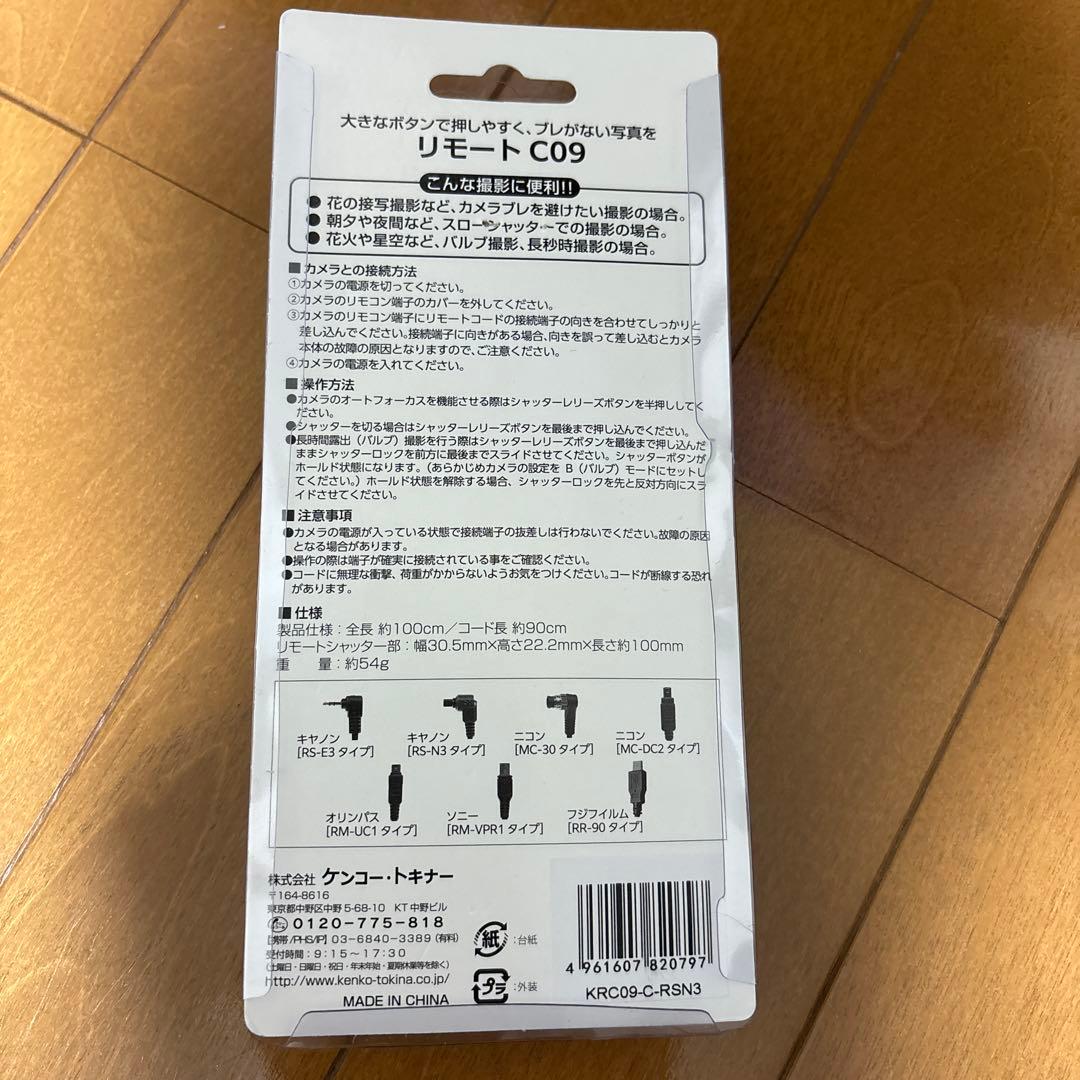 大きなボタンで押しやすく、ブレがない写真を
リモート C09
こんな撮影に便利!!
● 花の接写撮影など、カメラブレを避けたい撮影の場合。
● 朝夕や夜間など、スローシャッターでの撮影の場合。
● 花火や星空など、バルブ撮影、長秒時撮影の場合。
■ カメラとの接続方法
①カメラの電源を切ってください。
②カメラのリモコン端子のカバーを外してください。
③カメラのリモコン端子にリモートコードの接続端子の向きを合わせてしっかりと
差し込んでください。接続端子に向きがある場合、向きを誤って差し込むとカメラ
本体の故障の原因となりますので、ご注意ください。
④カメラの電源を入れてください。
■ 操作方法
●カメラのオートフォーカスを機能させる際はシャッターレリーズボタンを半押ししてく
ださい。
●シャッターを切る場合はシャッターレリーズボタンを最後まで押し込んでください。
●長時間露出（バルブ）撮影を行う際はシャッターレリーズボタンを最後まで押し込んだ
ままシャッターロックを前方に最後までスライドさせてください。シャッターボタンが
ホールド状態になります。（あらかじめカメラの設定を B（バルブ）モードにセットし
てください。）ホールド状態を解除する場合、シャッターロックを先と反対方向にスラ
イドさせてください。
■ 注意事項
●カメラの電源が入っている状態で接続端子の抜差しは行わないでください。故障の原因
となる場合があります。
●操作の際は端子が確実に接続されている事をご確認ください。
●コードに無理な衝撃、荷重がかからないようお気をつけください。コードが断線する恐れ
があります。
■ 仕様
製品仕様：全長 約100cm／コード長 約90cm
リモートシャッター部：幅30.5mm×高さ22.2mm×長さ約100mm
重　量：約54g
キヤノン キヤノン ニコン ニコン
[RS-E3 タイプ] [RS-N3 タイプ] [MC-30 タイプ] [MC-DC2 タイプ]
オリンパス ソニー フジフイルム
[RM-UC1 タイプ] [RM-VPR1 タイプ] [RR-90 タイプ]
株式会社 ケンコー・トキナー
〒164-8616
東京都中野区中野 5-68-10 KT 中野ビル
0120-775-818
[携帯/PHS/IP] 03-6840-3389（有料）
受付時間：9:15～17:30
（土曜日・日曜日・祝日・年末年始・夏期休業等を除く）
http://www.kenko-tokina.co.jp/
MADE IN CHINA
紙：台紙
プラ：外装
4 961607 820797
KRC09-C-RSN3